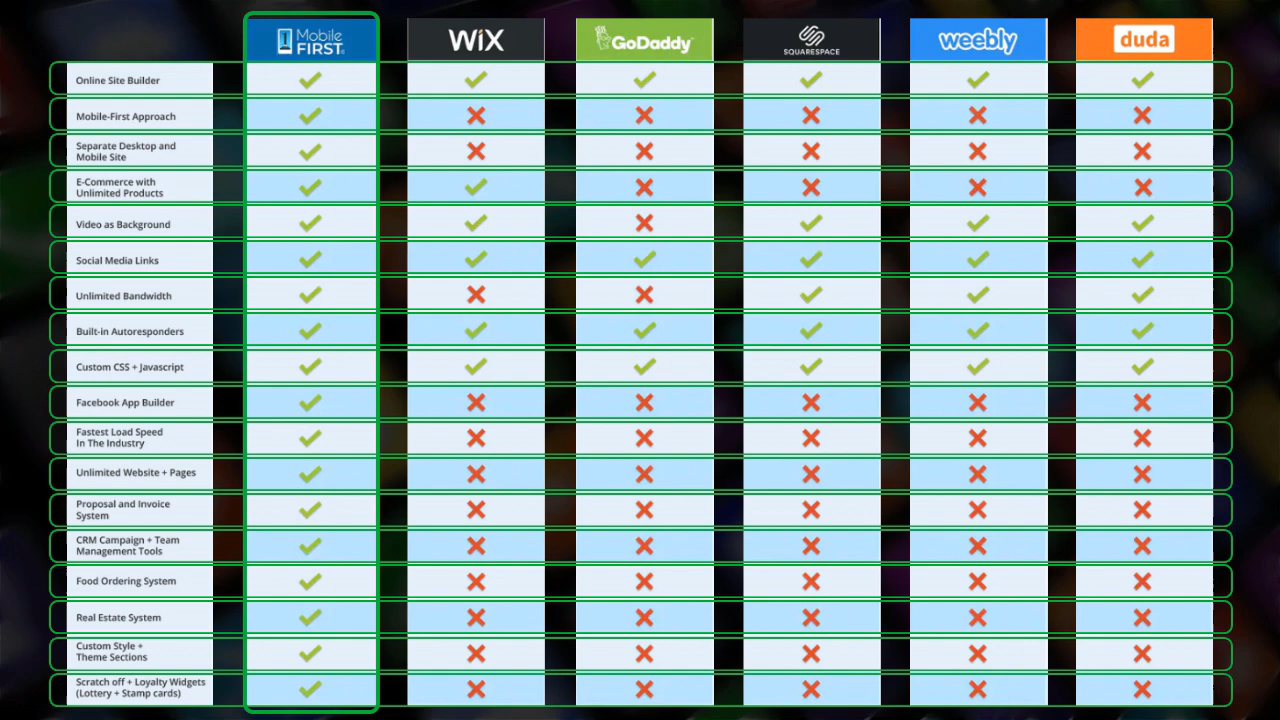 Mobile FIRST
WiX
GoDaddy
SQUARESPACE
weebly
duda
Online Site Builder
Mobile-First Approach
Separate Desktop and
Mobile Site
E-Commerce with
Unlimited Products
Video as Background
Social Media Links
Unlimited Bandwidth
Built-in Autoresponders
Custom CSS + Javascript
Facebook App Builder
Fastest Load Speed
In The Industry
Unlimited Website + Pages
Proposal and Invoice
System
CRM Campaign + Team
Management Tools
Food Ordering System
Real Estate System
Custom Style +
Theme Sections
Scratch off + Loyalty Widgets
(Lottery + Stamp cards)